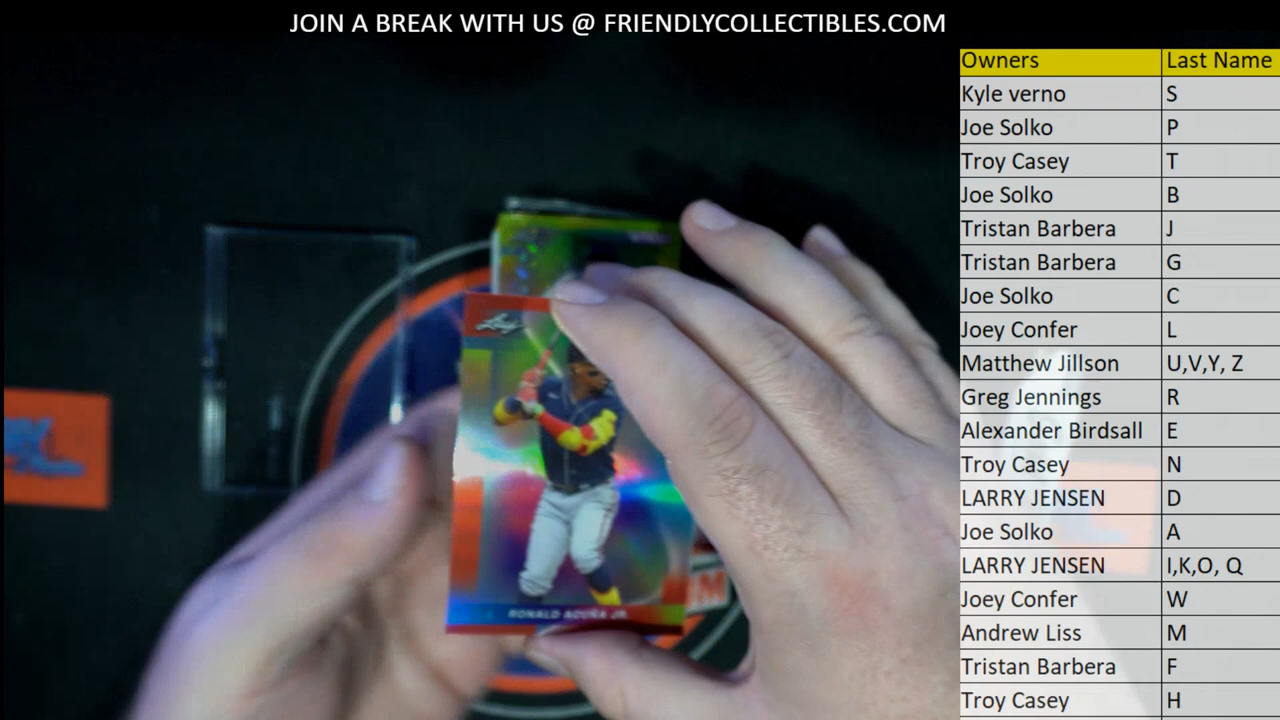 JOIN A BREAK WITH US @ FRIENDLYCOLLECTIBLES.COM
Owners Last Name
Kyle verno S
Joe Solko P
Troy Casey T
Joe Solko B
Tristan Barbera J
Tristan Barbera G
Joe Solko C
Joey Confer L
Matthew Jillson U,V,Y, Z
Greg Jennings R
Alexander Birdsall E
Troy Casey N
LARRY JENSEN D
Joe Solko A
LARRY JENSEN I,K,O, Q
Joey Confer W
Andrew Liss M
Tristan Barbera F
Troy Casey H
Leaf
RONALD ACUÑA JR.